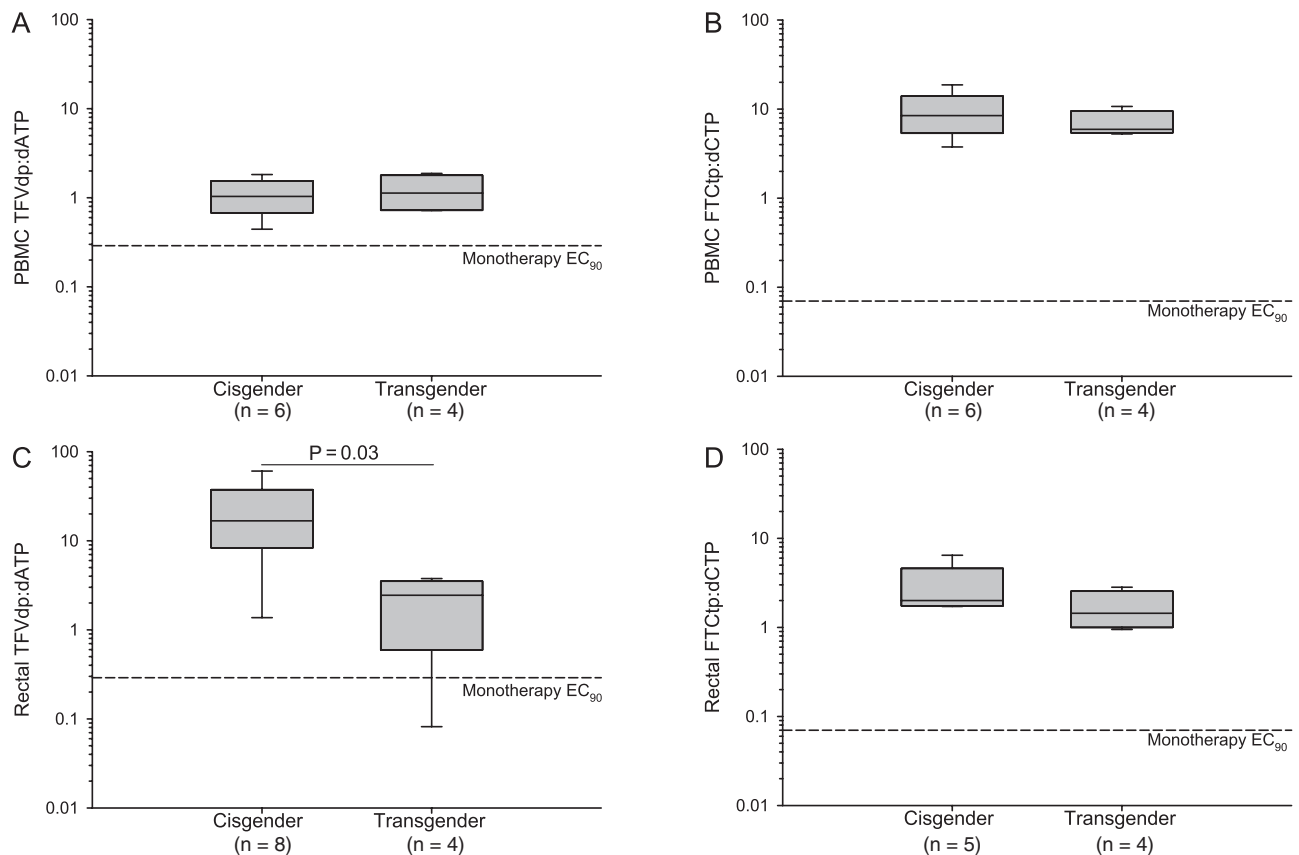 A
PBMC TFVdp:dATP
100
10
1
0.1
0.01
Monotherapy EC90
Cisgender
(n = 6)
Transgender
(n = 4)
B
PBMC FTCtp:dCTP
100
10
1
0.1
0.01
Monotherapy EC90
Cisgender
(n = 6)
Transgender
(n = 4)
C
Rectal TFVdp:dATP
100
10
1
0.1
0.01
P = 0.03
Monotherapy EC90
Cisgender
(n = 8)
Transgender
(n = 4)
D
Rectal FTCtp:dCTP
100
10
1
0.1
0.01
Monotherapy EC90
Cisgender
(n = 5)
Transgender
(n = 4)